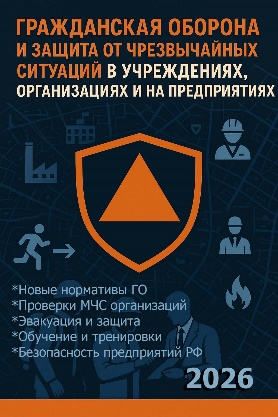 ГРАЖДАНСКАЯ ОБОРОНА
И ЗАЩИТА ОТ ЧРЕЗВЫЧАЙНЫХ
СИТУАЦИЙ В УЧРЕЖДЕНИЯХ,
ОРГАНИЗАЦИЯХ И НА ПРЕДПРИЯТИЯХ
*Новые нормативы ГО
*Проверки МЧС организаций
*Эвакуация и защита
*Обучение и тренировки
*Безопасность предприятий РФ
2026